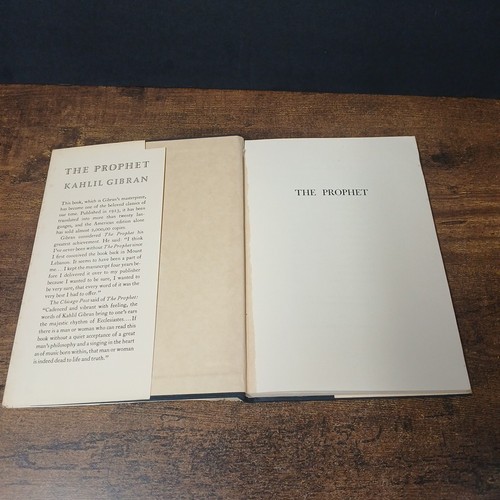 THE PROPHET
KAHLIL GIBRAN
This book, which is Gibran's masterpiece,
has become one of the beloved classics of
our time. Published in 1923, it has been
translated into more than twenty lan-
guages, and the American edition alone
has sold almost 2,000,000 copies.
Gibran considered The Prophet his
greatest achievement. He said: "I think
I've never been without The Prophet since
I first conceived the book back in Mount
Lebanon. It seems to have been a part of
me.... I kept the manuscript four years be-
fore I delivered it over to my publisher
because I wanted to be sure, I wanted to
be very sure, that every word of it was the
very best I had to offer."
The Chicago Post said of The Prophet:
"Cadenced and vibrant with feeling, the
words of Kahlil Gibran bring to one's ears
the majestic rhythm of Ecclesiastes.... If
there is a man or woman who can read this
book without a quiet acceptance of a great
man's philosophy and a singing in the heart
as of music born within, that man or woman
is indeed dead to life and truth."
THE PROPHET